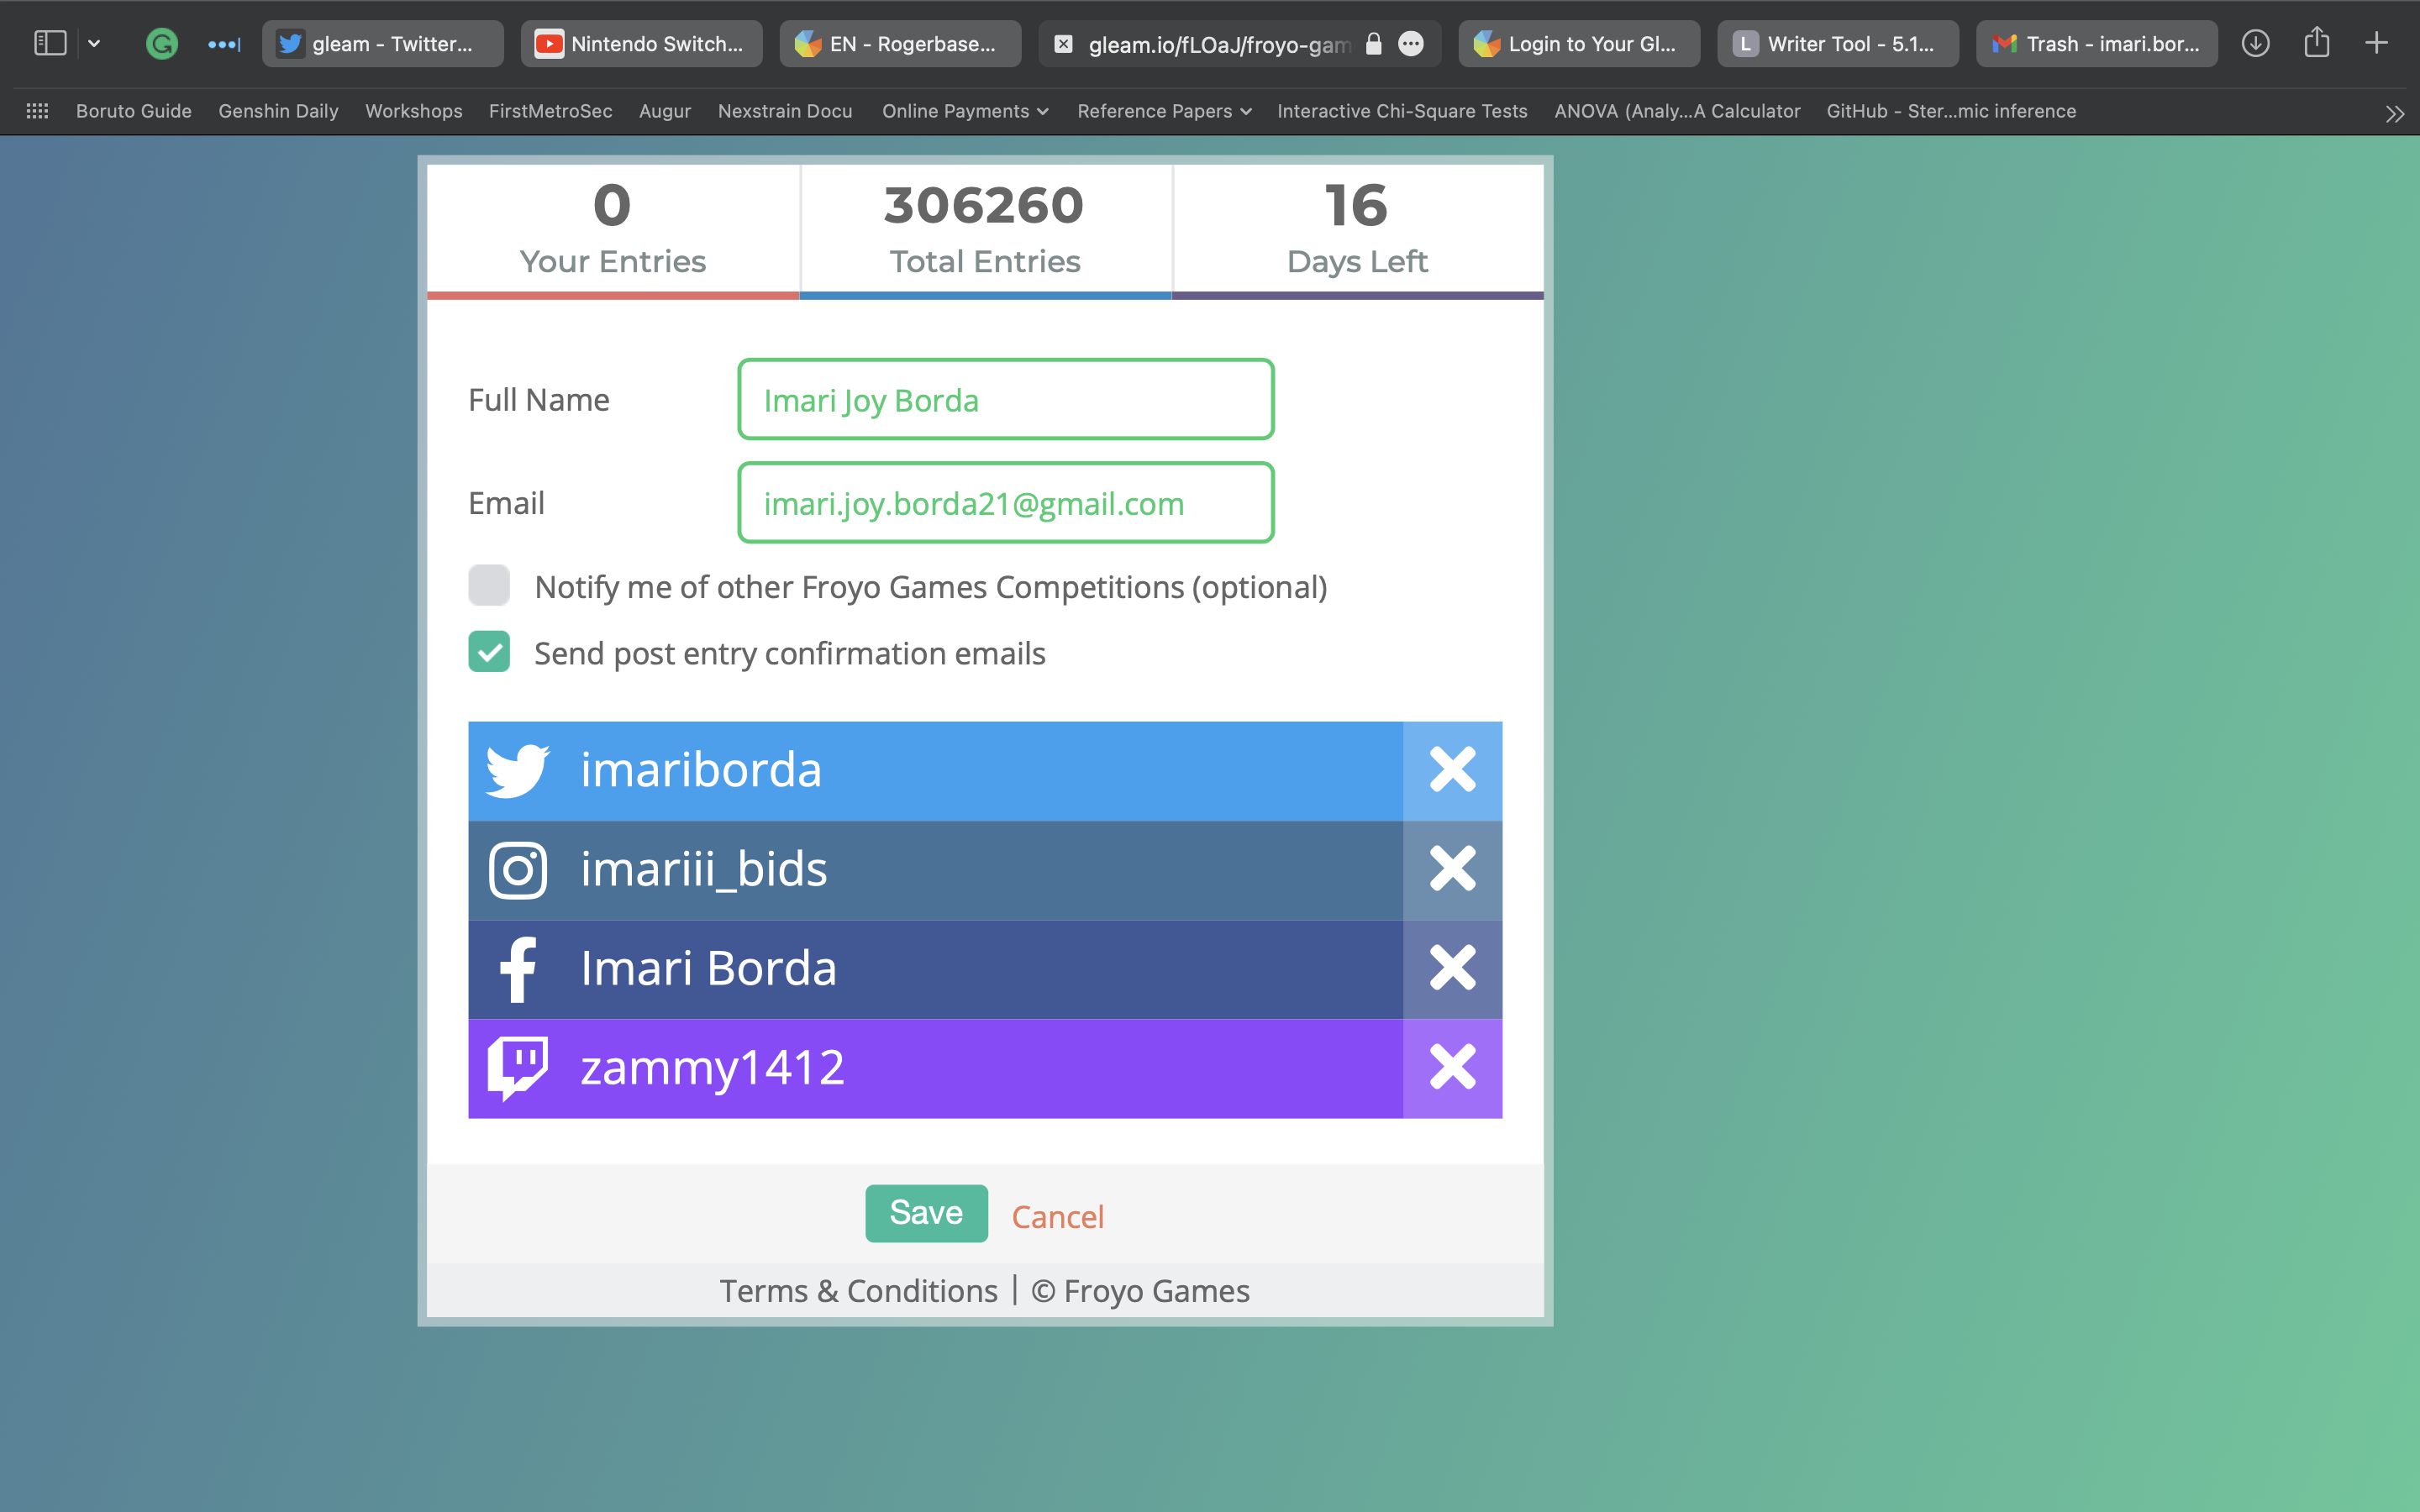 gleam - Twitter...
Nintendo Switch...
EN - Rogerbase...
gleam.io/fLOaJ/froyo-gam
Login to Your Gl...
L Writer Tool - 5.1...
Trash - imari.bor...
Boruto Guide
Genshin Daily
Workshops
FirstMetroSec
Augur
Nexstrain Docu
Online Payments
Reference Papers
Interactive Chi-Square Tests
ANOVA (Analy...A Calculator
GitHub - Ster...mic inference
0
Your Entries
306260
Total Entries
16
Days Left
Full Name
Imari Joy Borda
Email
imari.joy.borda21@gmail.com
Notify me of other Froyo Games Competitions (optional)
Send post entry confirmation emails
imariborda
imariii_bids
Imari Borda
zammy1412
Save
Cancel
Terms & Conditions | © Froyo Games